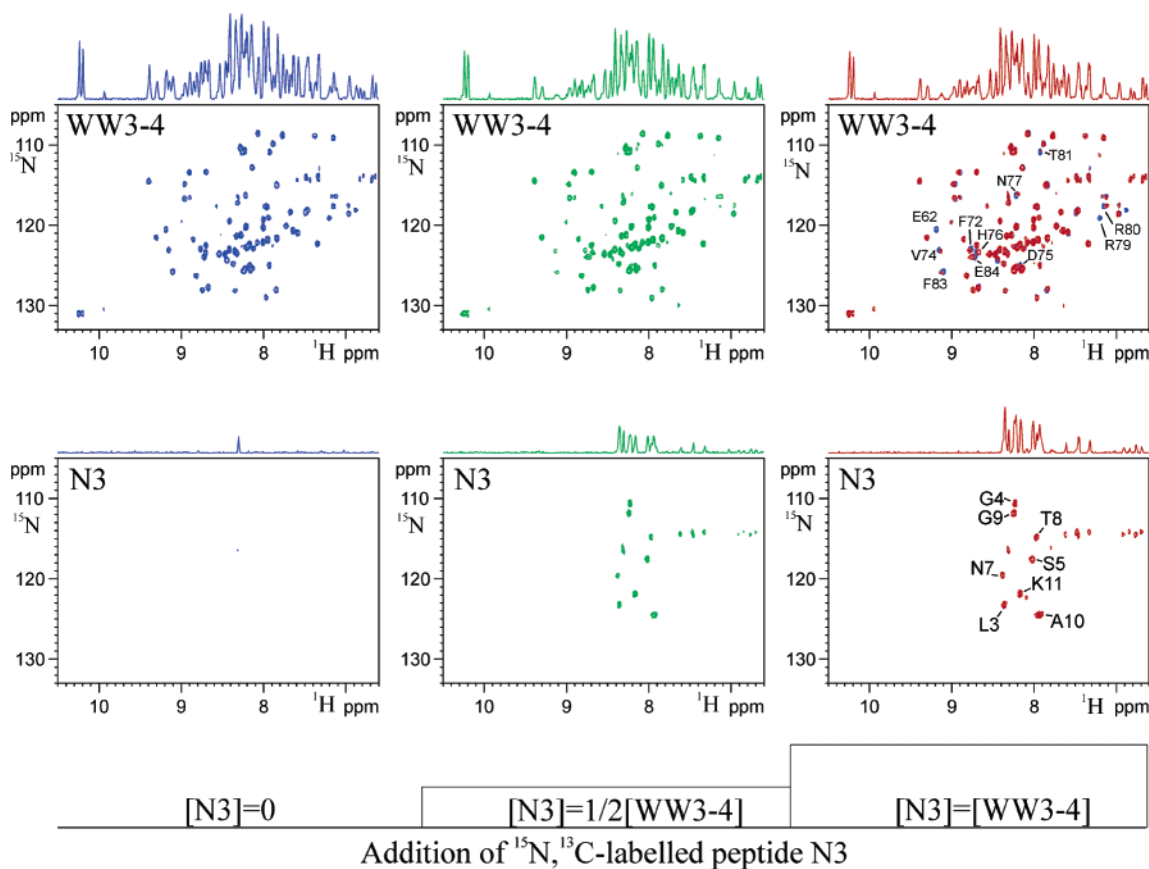 ppm WW3-4
¹⁵N
110
120
130
10 9 8 ¹H ppm
ppm WW3-4
¹⁵N
110
120
130
10 9 8 ¹H ppm
ppm WW3-4
¹⁵N
110
120
130
T81
N77
E62 F72 H76 R80
V74 R79
E84 D75
F83
10 9 8 ¹H ppm
ppm N3
¹⁵N
110
120
130
10 9 8 ¹H ppm
ppm N3
¹⁵N
110
120
130
10 9 8 ¹H ppm
ppm N3
¹⁵N
110
120
130
G4
G9 T8
N7 S5
K11
L3 A10
10 9 8 ¹H ppm
[N3]=0 [N3]=1/2[WW3-4] [N3]=[WW3-4]
Addition of ¹⁵N,¹³C-labelled peptide N3